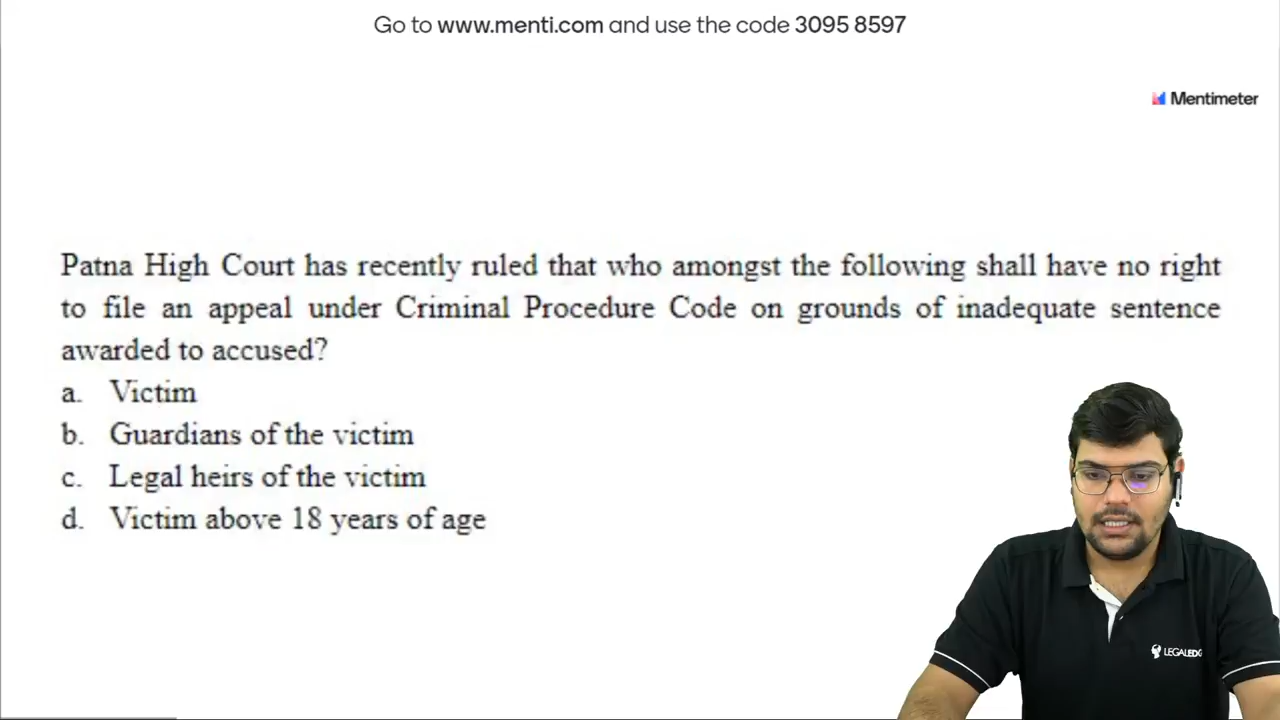 Go to www.menti.com and use the code 3095 8597
Mentimeter
Patna High Court has recently ruled that who amongst the following shall have no right
to file an appeal under Criminal Procedure Code on grounds of inadequate sentence
awarded to accused?
a. Victim
b. Guardians of the victim
c. Legal heirs of the victim
d. Victim above 18 years of age